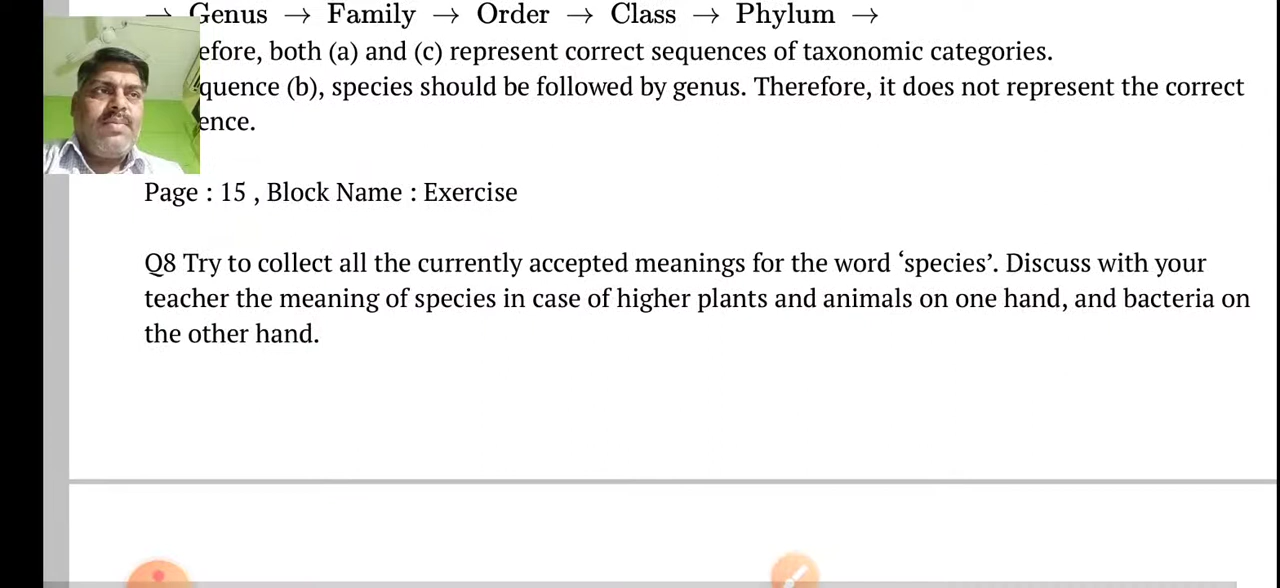 Genus → Family → Order → Class → Phylum →
efore, both (a) and (c) represent correct sequences of taxonomic categories.
quence (b), species should be followed by genus. Therefore, it does not represent the correct
ence.
Page : 15 , Block Name : Exercise
Q8 Try to collect all the currently accepted meanings for the word ‘species’. Discuss with your
teacher the meaning of species in case of higher plants and animals on one hand, and bacteria on
the other hand.